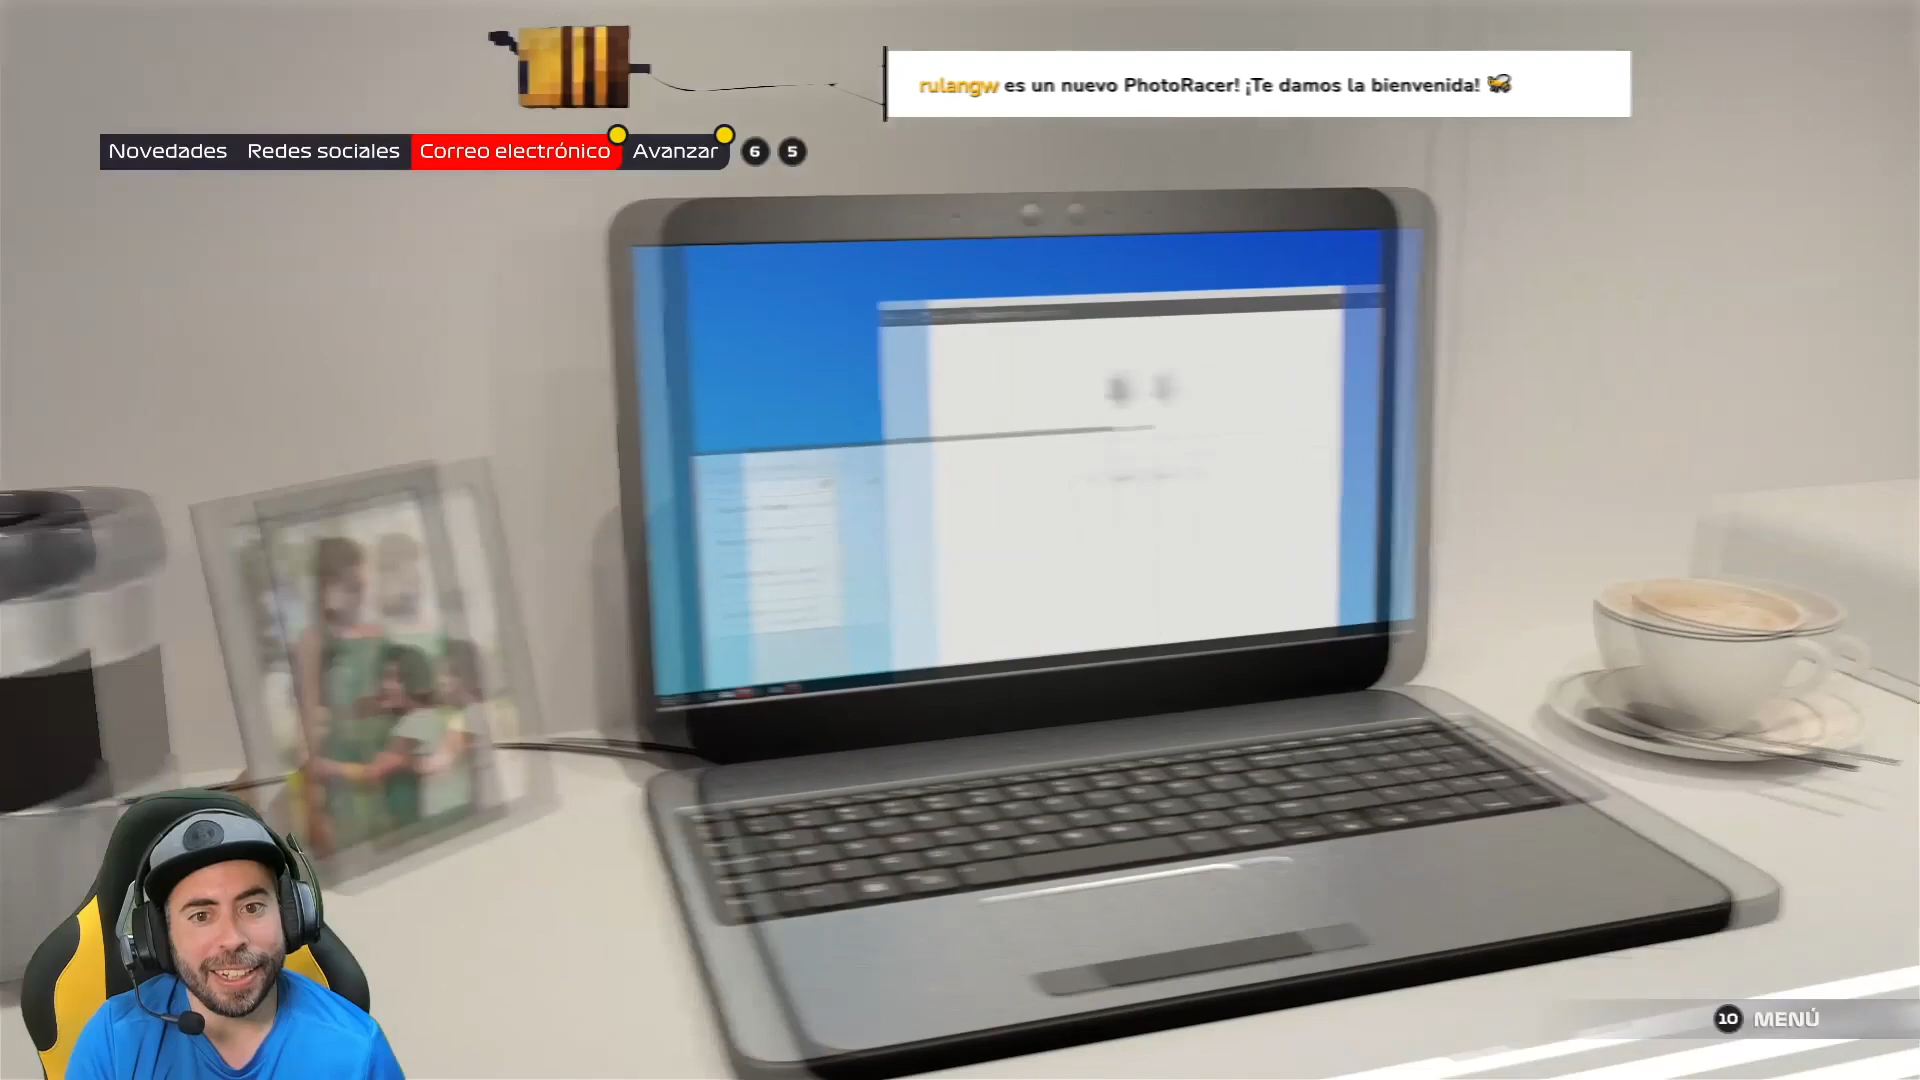 rulangw es un nuevo PhotoRacer! ¡Te damos la bienvenida!
Novedades Redes sociales Correo electrónico Avanzar 6 5
10 MENÚ